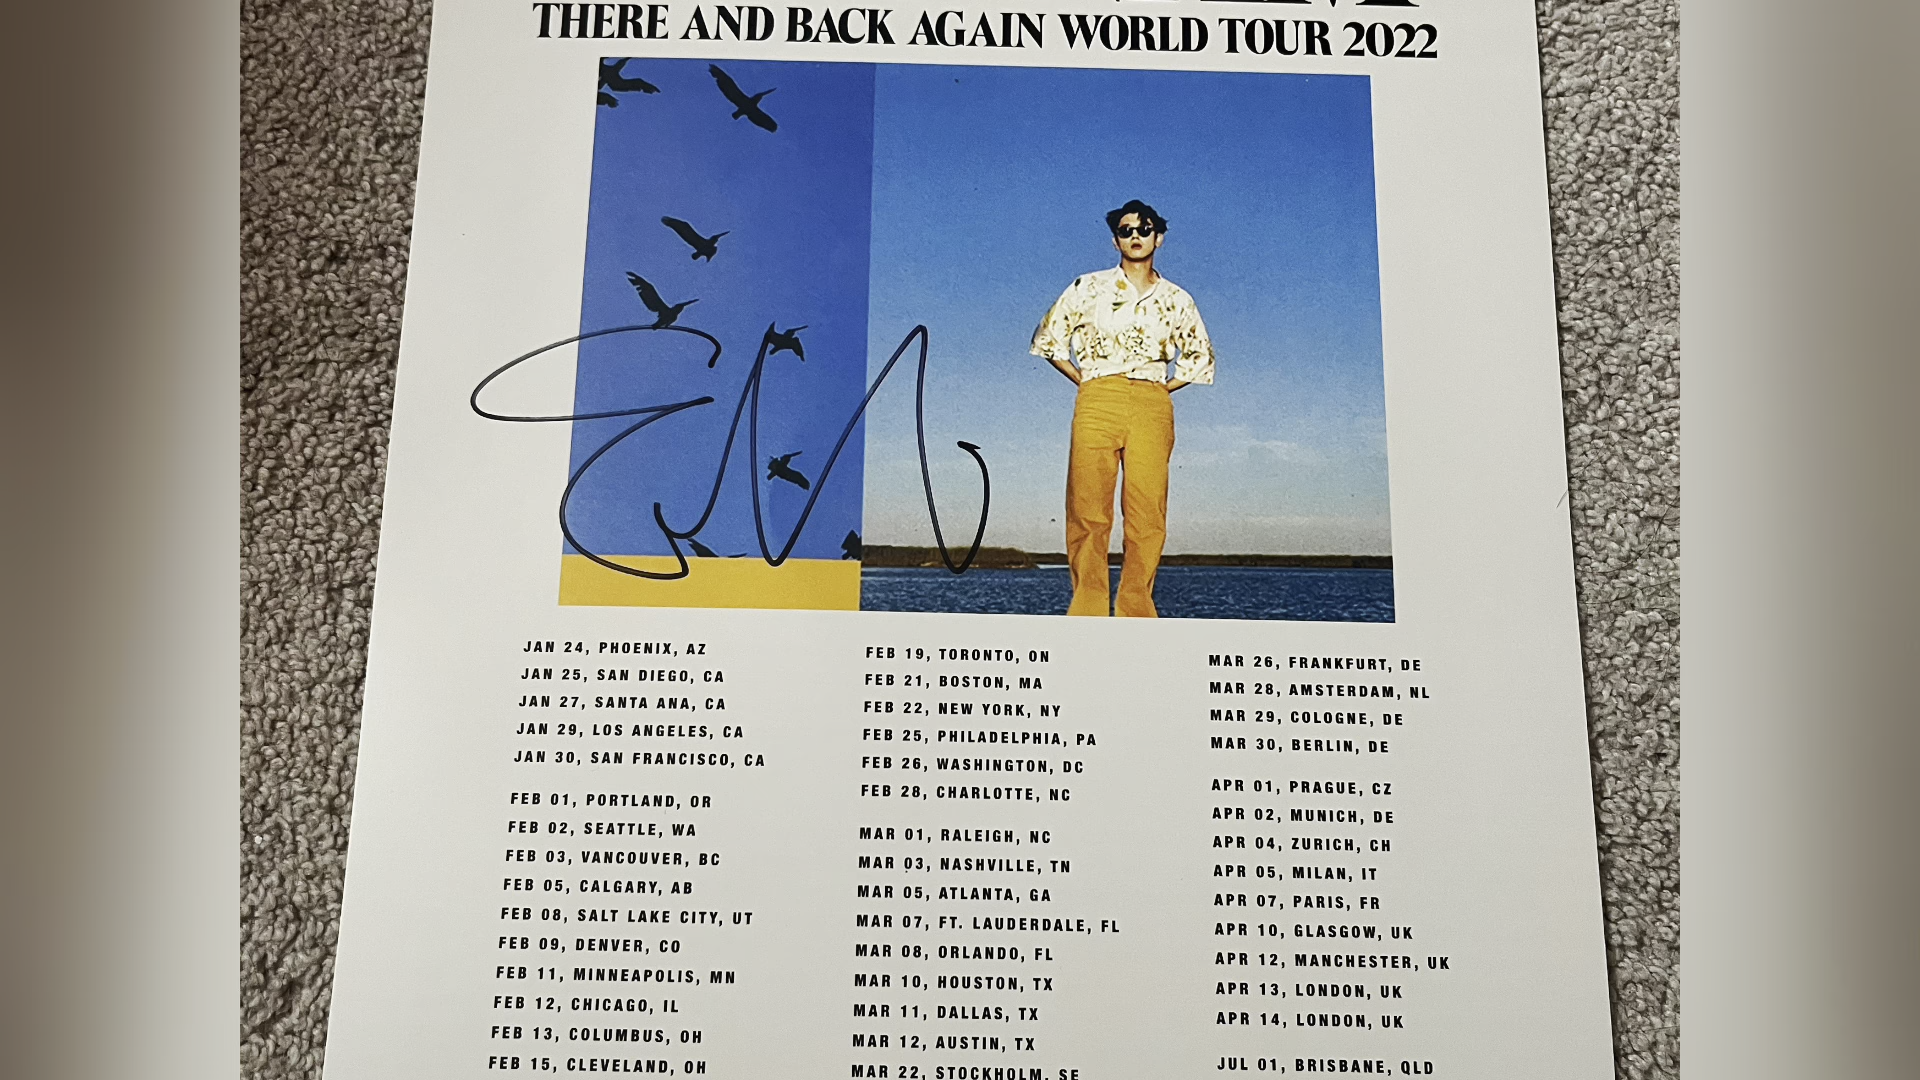 THERE AND BACK AGAIN WORLD TOUR 2022
JAN 24, PHOENIX, AZ
JAN 25, SAN DIEGO, CA
JAN 27, SANTA ANA, CA
JAN 29, LOS ANGELES, CA
JAN 30, SAN FRANCISCO, CA
FEB 01, PORTLAND, OR
FEB 02, SEATTLE, WA
FEB 03, VANCOUVER, BC
FEB 05, CALGARY, AB
FEB 08, SALT LAKE CITY, UT
FEB 09, DENVER, CO
FEB 11, MINNEAPOLIS, MN
FEB 12, CHICAGO, IL
FEB 13, COLUMBUS, OH
FEB 15, CLEVELAND, OH
FEB 19, TORONTO, ON
FEB 21, BOSTON, MA
FEB 22, NEW YORK, NY
FEB 25, PHILADELPHIA, PA
FEB 26, WASHINGTON, DC
FEB 28, CHARLOTTE, NC
MAR 01, RALEIGH, NC
MAR 03, NASHVILLE, TN
MAR 05, ATLANTA, GA
MAR 07, FT. LAUDERDALE, FL
MAR 08, ORLANDO, FL
MAR 10, HOUSTON, TX
MAR 11, DALLAS, TX
MAR 12, AUSTIN, TX
MAR 22, STOCKHOLM, SE
MAR 26, FRANKFURT, DE
MAR 28, AMSTERDAM, NL
MAR 29, COLOGNE, DE
MAR 30, BERLIN, DE
APR 01, PRAGUE, CZ
APR 02, MUNICH, DE
APR 04, ZURICH, CH
APR 05, MILAN, IT
APR 07, PARIS, FR
APR 10, GLASGOW, UK
APR 12, MANCHESTER, UK
APR 13, LONDON, UK
APR 14, LONDON, UK
JUL 01, BRISBANE, QLD